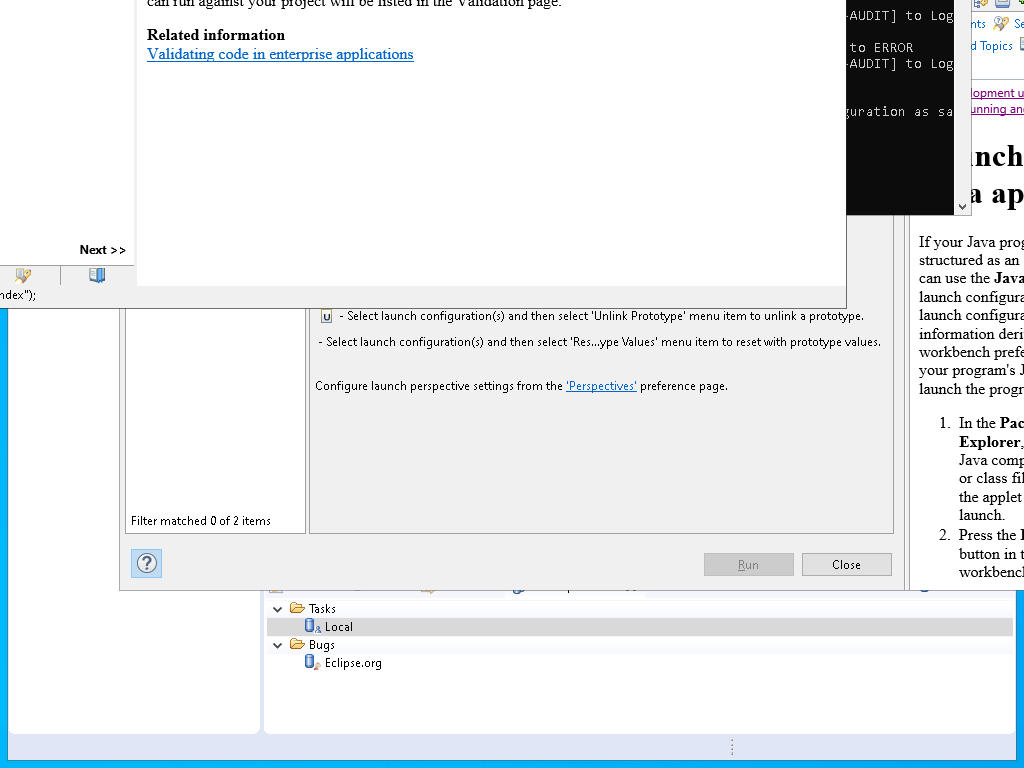 can run against your project will be listed in the Validation page.
Related information
Validating code in enterprise applications
Next >>
ndex");
-AUDIT] to Log
to ERROR
-AUDIT] to Log
guration as sa
nts Se
d Topics
lopment u
unning and
nch
a ap
If your Java prog
structured as an
can use the Java
launch configura
launch configura
information deri
workbench prefe
your program's J
launch the progr
1. In the Pac
Explorer,
Java comp
or class fil
the applet
launch.
2. Press the
button in t
workbench
U - Select launch configuration(s) and then select 'Unlink Prototype' menu item to unlink a prototype.
- Select launch configuration(s) and then select 'Res...ype Values' menu item to reset with prototype values.
Configure launch perspective settings from the 'Perspectives' preference page.
Filter matched 0 of 2 items
?
Run
Close
Tasks
Local
Bugs
Eclipse.org